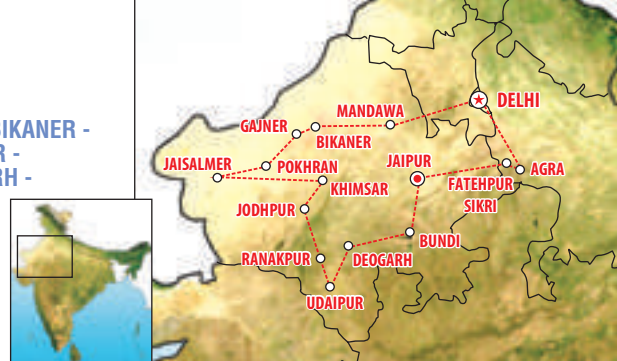 BIKANER -
R -
RH -
DELHI
MANDAWA
GAJNER
BIKANER
JAISALMER
POKHRAN
JAIPUR
AGRA
KHIMSAR
FATEHPUR
SIKRI
JODHPUR
BUNDI
RANAKPUR
DEOGARH
UDAIPUR